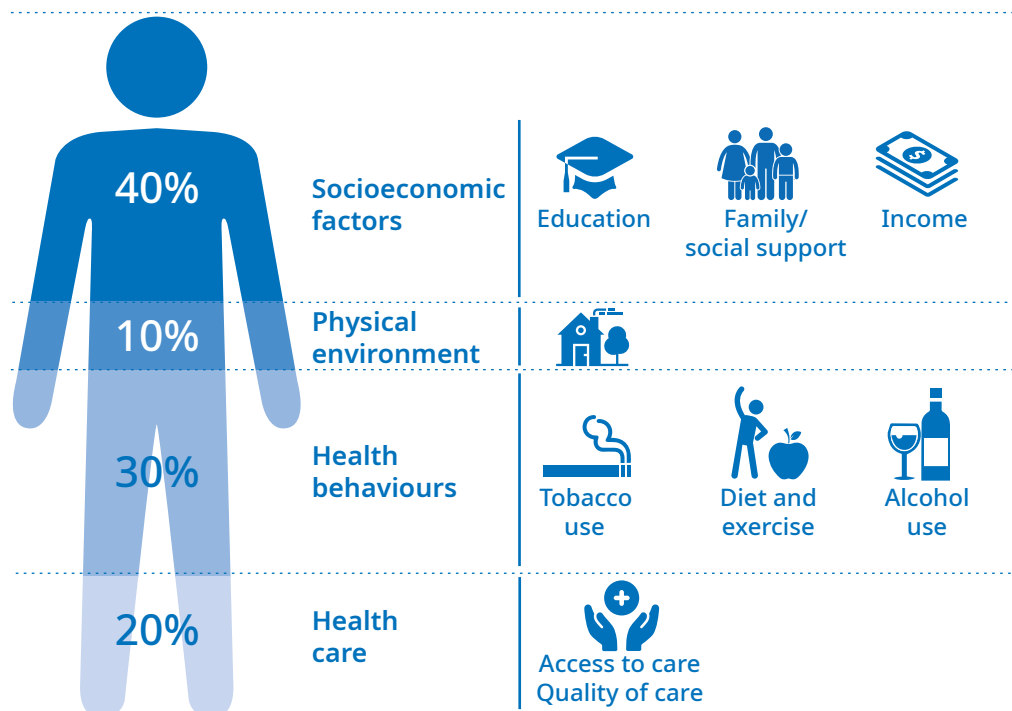 40%
Socioeconomic
factors
Education
Family/
social support
Income
10%
Physical
environment
30%
Health
behaviours
Tobacco
use
Diet and
exercise
Alcohol
use
20%
Health
care
Access to care
Quality of care